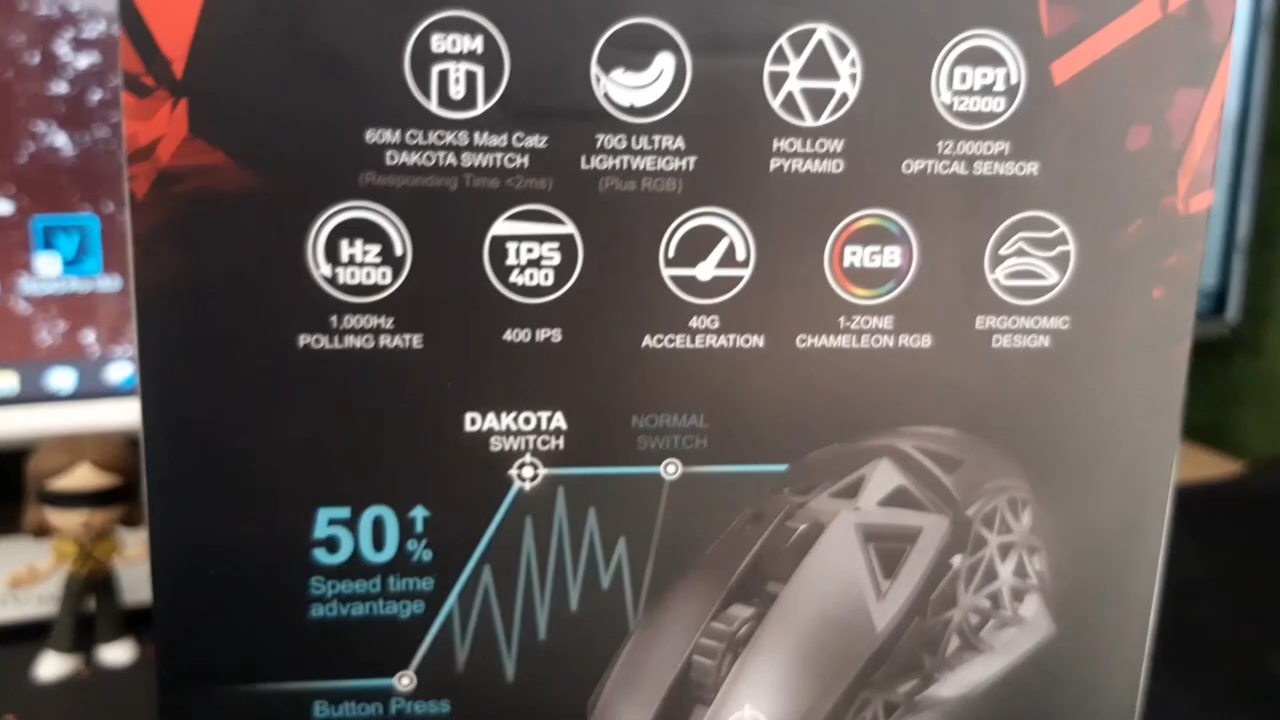 60M
DPI
12000
60M CLICKS Mad Catz
DAKOTA SWITCH
(Responding Time <2ms)
70G ULTRA
LIGHTWEIGHT
(Plus RGB)
HOLLOW
PYRAMID
12,000DPI
OPTICAL SENSOR
Hz
1000
IPS
400
RGB
1,000Hz
POLLING RATE
400 IPS
40G
ACCELERATION
1-ZONE
CHAMELEON RGB
ERGONOMIC
DESIGN
DAKOTA
SWITCH
NORMAL
SWITCH
50%
Speed time
advantage
Button Press